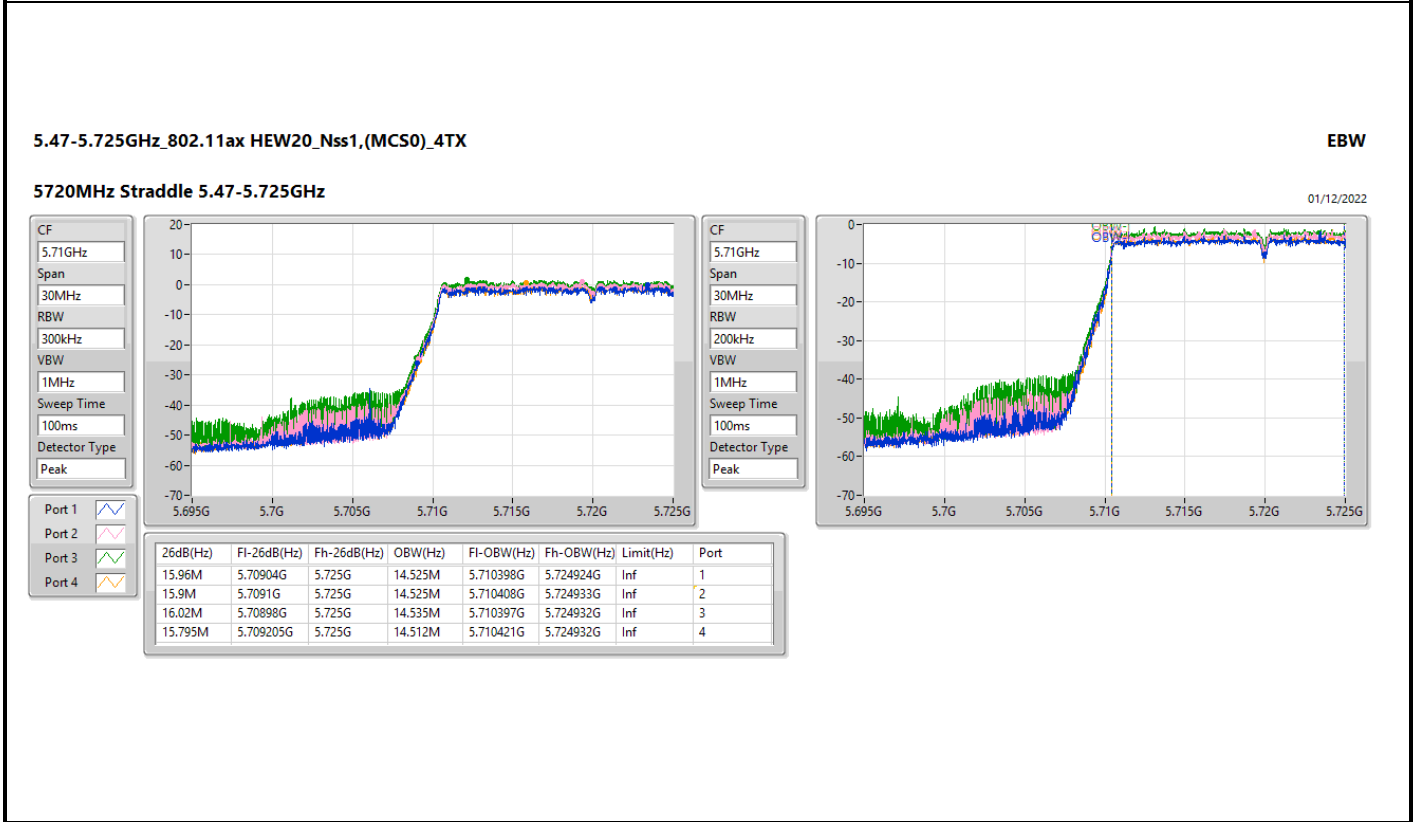 5.47-5.725GHz_802.11ax HEW20_Nss1,(MCS0)_4TX
EBW
5720MHz Straddle 5.47-5.725GHz
01/12/2022
CF
5.71GHz
Span
30MHz
RBW
300kHz
VBW
1MHz
Sweep Time
100ms
Detector Type
Peak
Port 1
Port 2
Port 3
Port 4
20
10
0
-10
-20
-30
-40
-50
-60
-70
5.695G 5.7G 5.705G 5.71G 5.715G 5.72G 5.725G
CF
5.71GHz
Span
30MHz
RBW
200kHz
VBW
1MHz
Sweep Time
100ms
Detector Type
Peak
0
-10
-20
-30
-40
-50
-60
-70
5.695G 5.7G 5.705G 5.71G 5.715G 5.72G 5.725G
26dB(Hz) Fl-26dB(Hz) Fh-26dB(Hz) OBW(Hz) Fl-OBW(Hz) Fh-OBW(Hz) Limit(Hz) Port
15.96M 5.70904G 5.725G 14.525M 5.710398G 5.724924G Inf 1
15.9M 5.7091G 5.725G 14.525M 5.710408G 5.724933G Inf 2
16.02M 5.70898G 5.725G 14.535M 5.710397G 5.724932G Inf 3
15.795M 5.709205G 5.725G 14.512M 5.710421G 5.724932G Inf 4